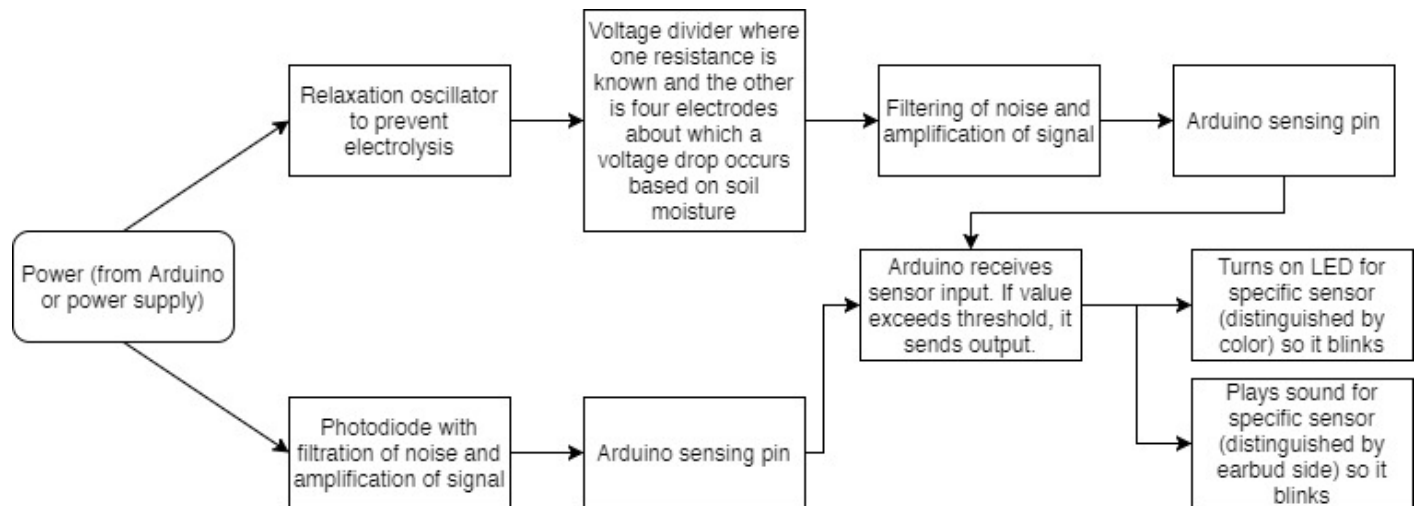 Power (from Arduino
or power supply)
Relaxation oscillator
to prevent
electrolysis
Voltage divider where
one resistance is
known and the other
is four electrodes
about which a
voltage drop occurs
based on soil
moisture
Filtering of noise and
amplification of signal
Arduino sensing pin
Photodiode with
filtration of noise and
amplification of signal
Arduino sensing pin
Arduino receives
sensor input. If value
exceeds threshold, it
sends output.
Turns on LED for
specific sensor
(distinguished by
color) so it blinks
Plays sound for
specific sensor
(distinguished by
earbud side) so it
blinks